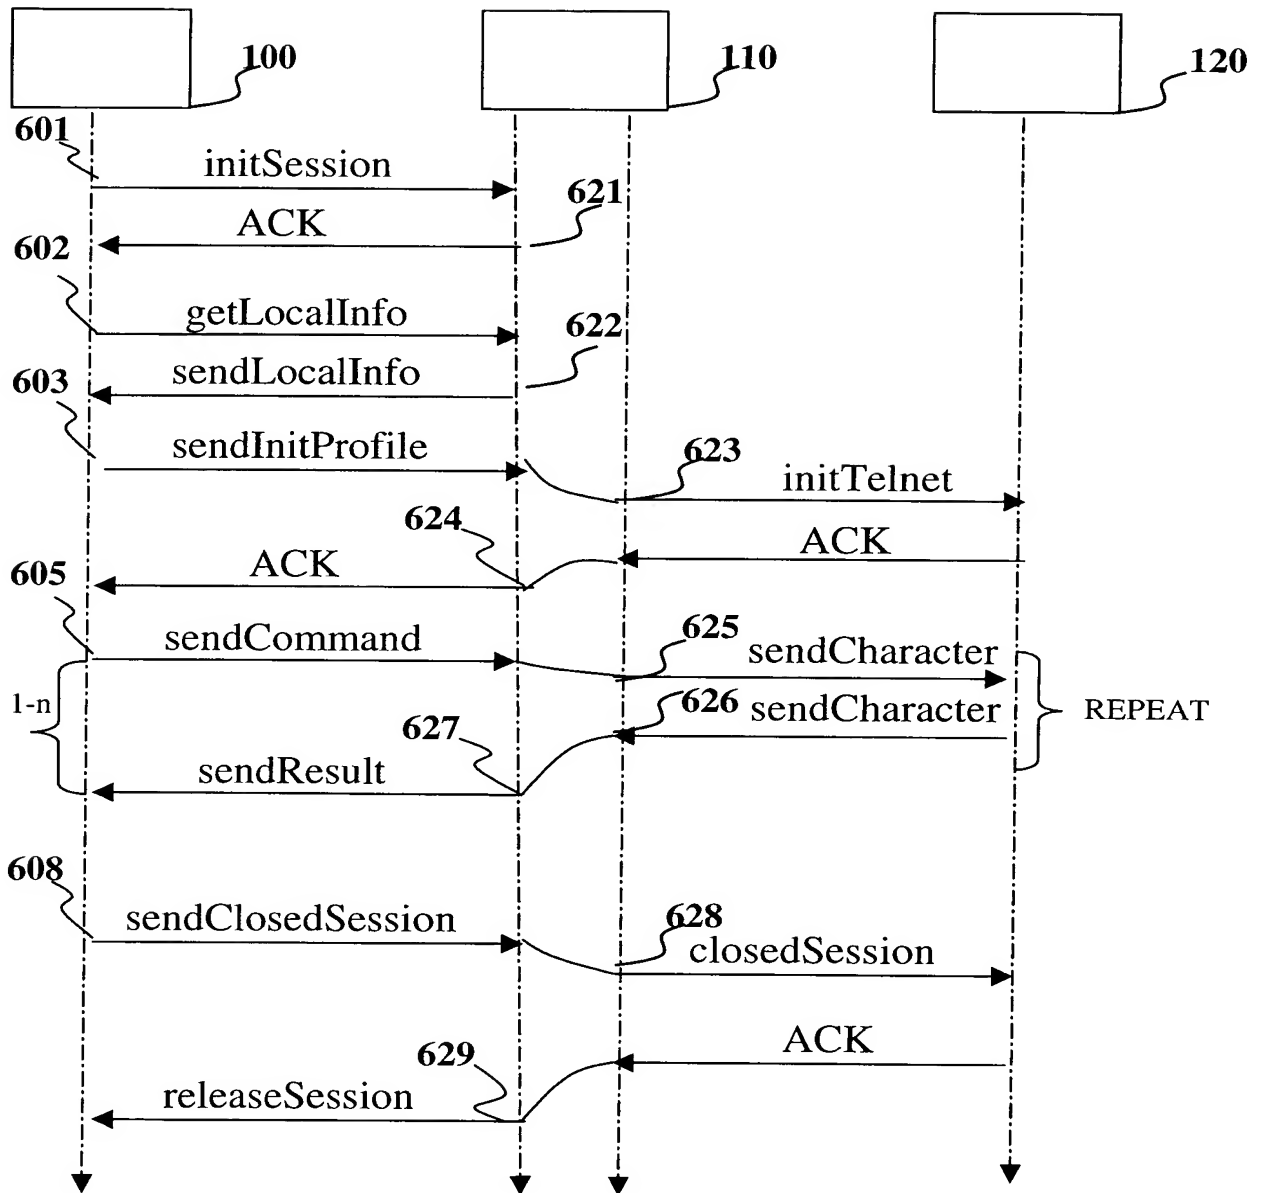 100
110
120
601
initSession
621
ACK
602
getLocalInfo
622
sendLocalInfo
603
sendInitProfile
623
initTelnet
624
ACK
ACK
605
sendCommand
625
sendCharacter
1-n
626
sendCharacter
REPEAT
627
sendResult
608
sendClosedSession
628
closedSession
ACK
629
releaseSession